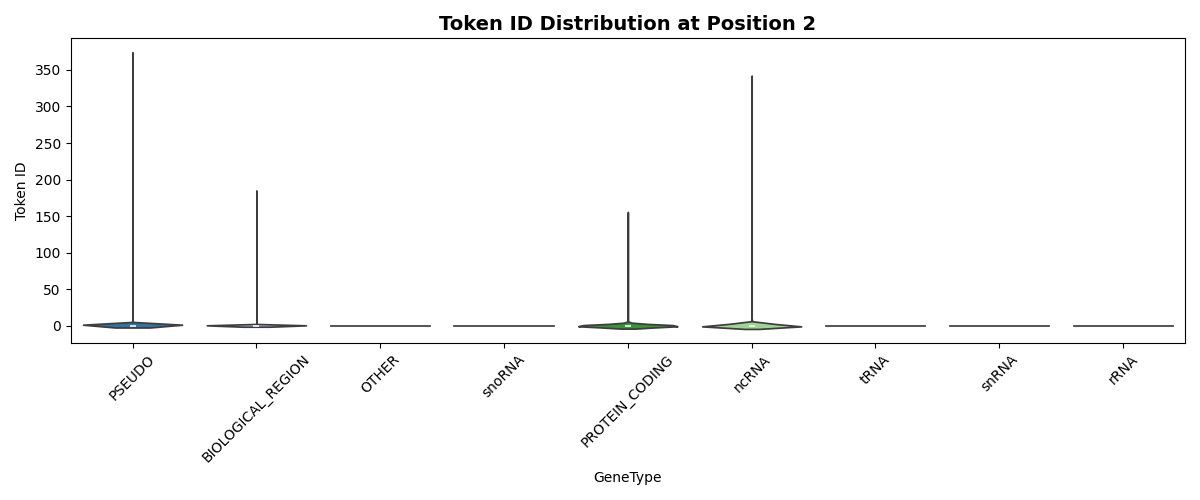 Token ID Distribution at Position 2
Token ID
350
300
250
200
150
100
50
0
PSEUDO
BIOLOGICAL_REGION
OTHER
snoRNA
PROTEIN_CODING
ncRNA
tRNA
snRNA
rRNA
GeneType